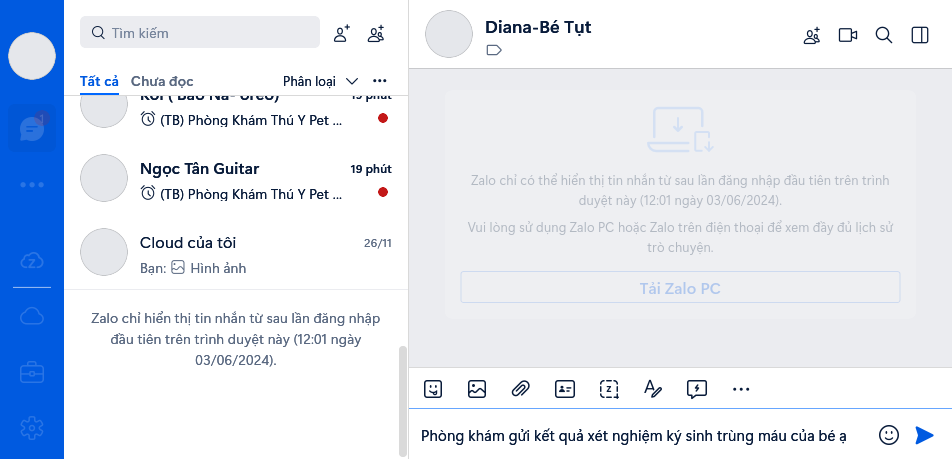 Tìm kiếm
Tất cả Chưa đọc Phân loại
19 phút
(TB) Phòng Khám Thú Y Pet ...
Ngọc Tân Guitar 19 phút
(TB) Phòng Khám Thú Y Pet ...
Cloud của tôi 26/11
Bạn: Hình ảnh
Zalo chỉ hiển thị tin nhắn từ sau lần đăng nhập
đầu tiên trên trình duyệt này (12:01 ngày
03/06/2024).
Diana-Bé Tụt
Zalo chỉ có thể hiển thị tin nhắn từ sau lần đăng nhập đầu tiên trên trình
duyệt này (12:01 ngày 03/06/2024).
Vui lòng sử dụng Zalo PC hoặc Zalo trên điện thoại để xem đầy đủ lịch sử
trò chuyện.
Tải Zalo PC
Phòng khám gửi kết quả xét nghiệm ký sinh trùng máu của bé ạ